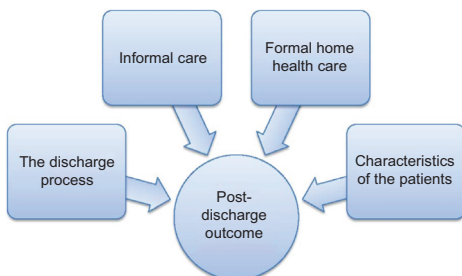 Informal care
Formal home
health care
The discharge
process
Characteristics
of the patients
Post-
discharge
outcome